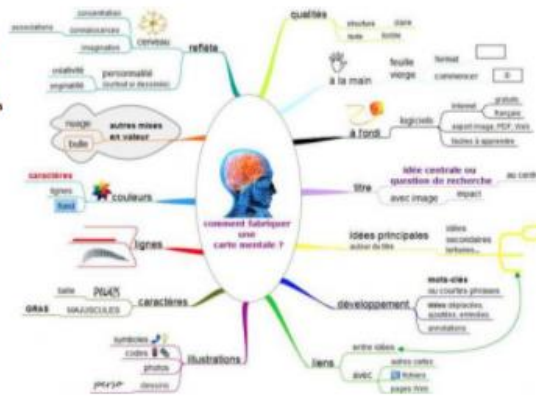 comment fabriquer
une
carte mentale ?
qualités
structure
claire
texte
lisible
à la main
feuille
vierge
format
commencer
à l'ordi
logiciels
internet
gratuits
français
export image, PDF, Web
faciles à apprendre
titre
idée centrale ou
question de recherche
au cent
avec image
impact
idées principales
autour du titre
idées
secondaires
tertiaires...
développement
mots-clés
ou courtes phrases
idées déplacées,
ajoutées, enlevées
annotations
liens
entre idées
avec
autres cartes
fichiers
pages Web
illustrations
symboles
codes
photos
dessins
caractères
taille
GRAS
MAJUSCULES
lignes
couleurs
caractères
lignes
fond
autres mises
en valeur
nuage
bulle
reflète
cerveau
concentration
connaissances
associations
imagination
personnalité
créativité
originalité